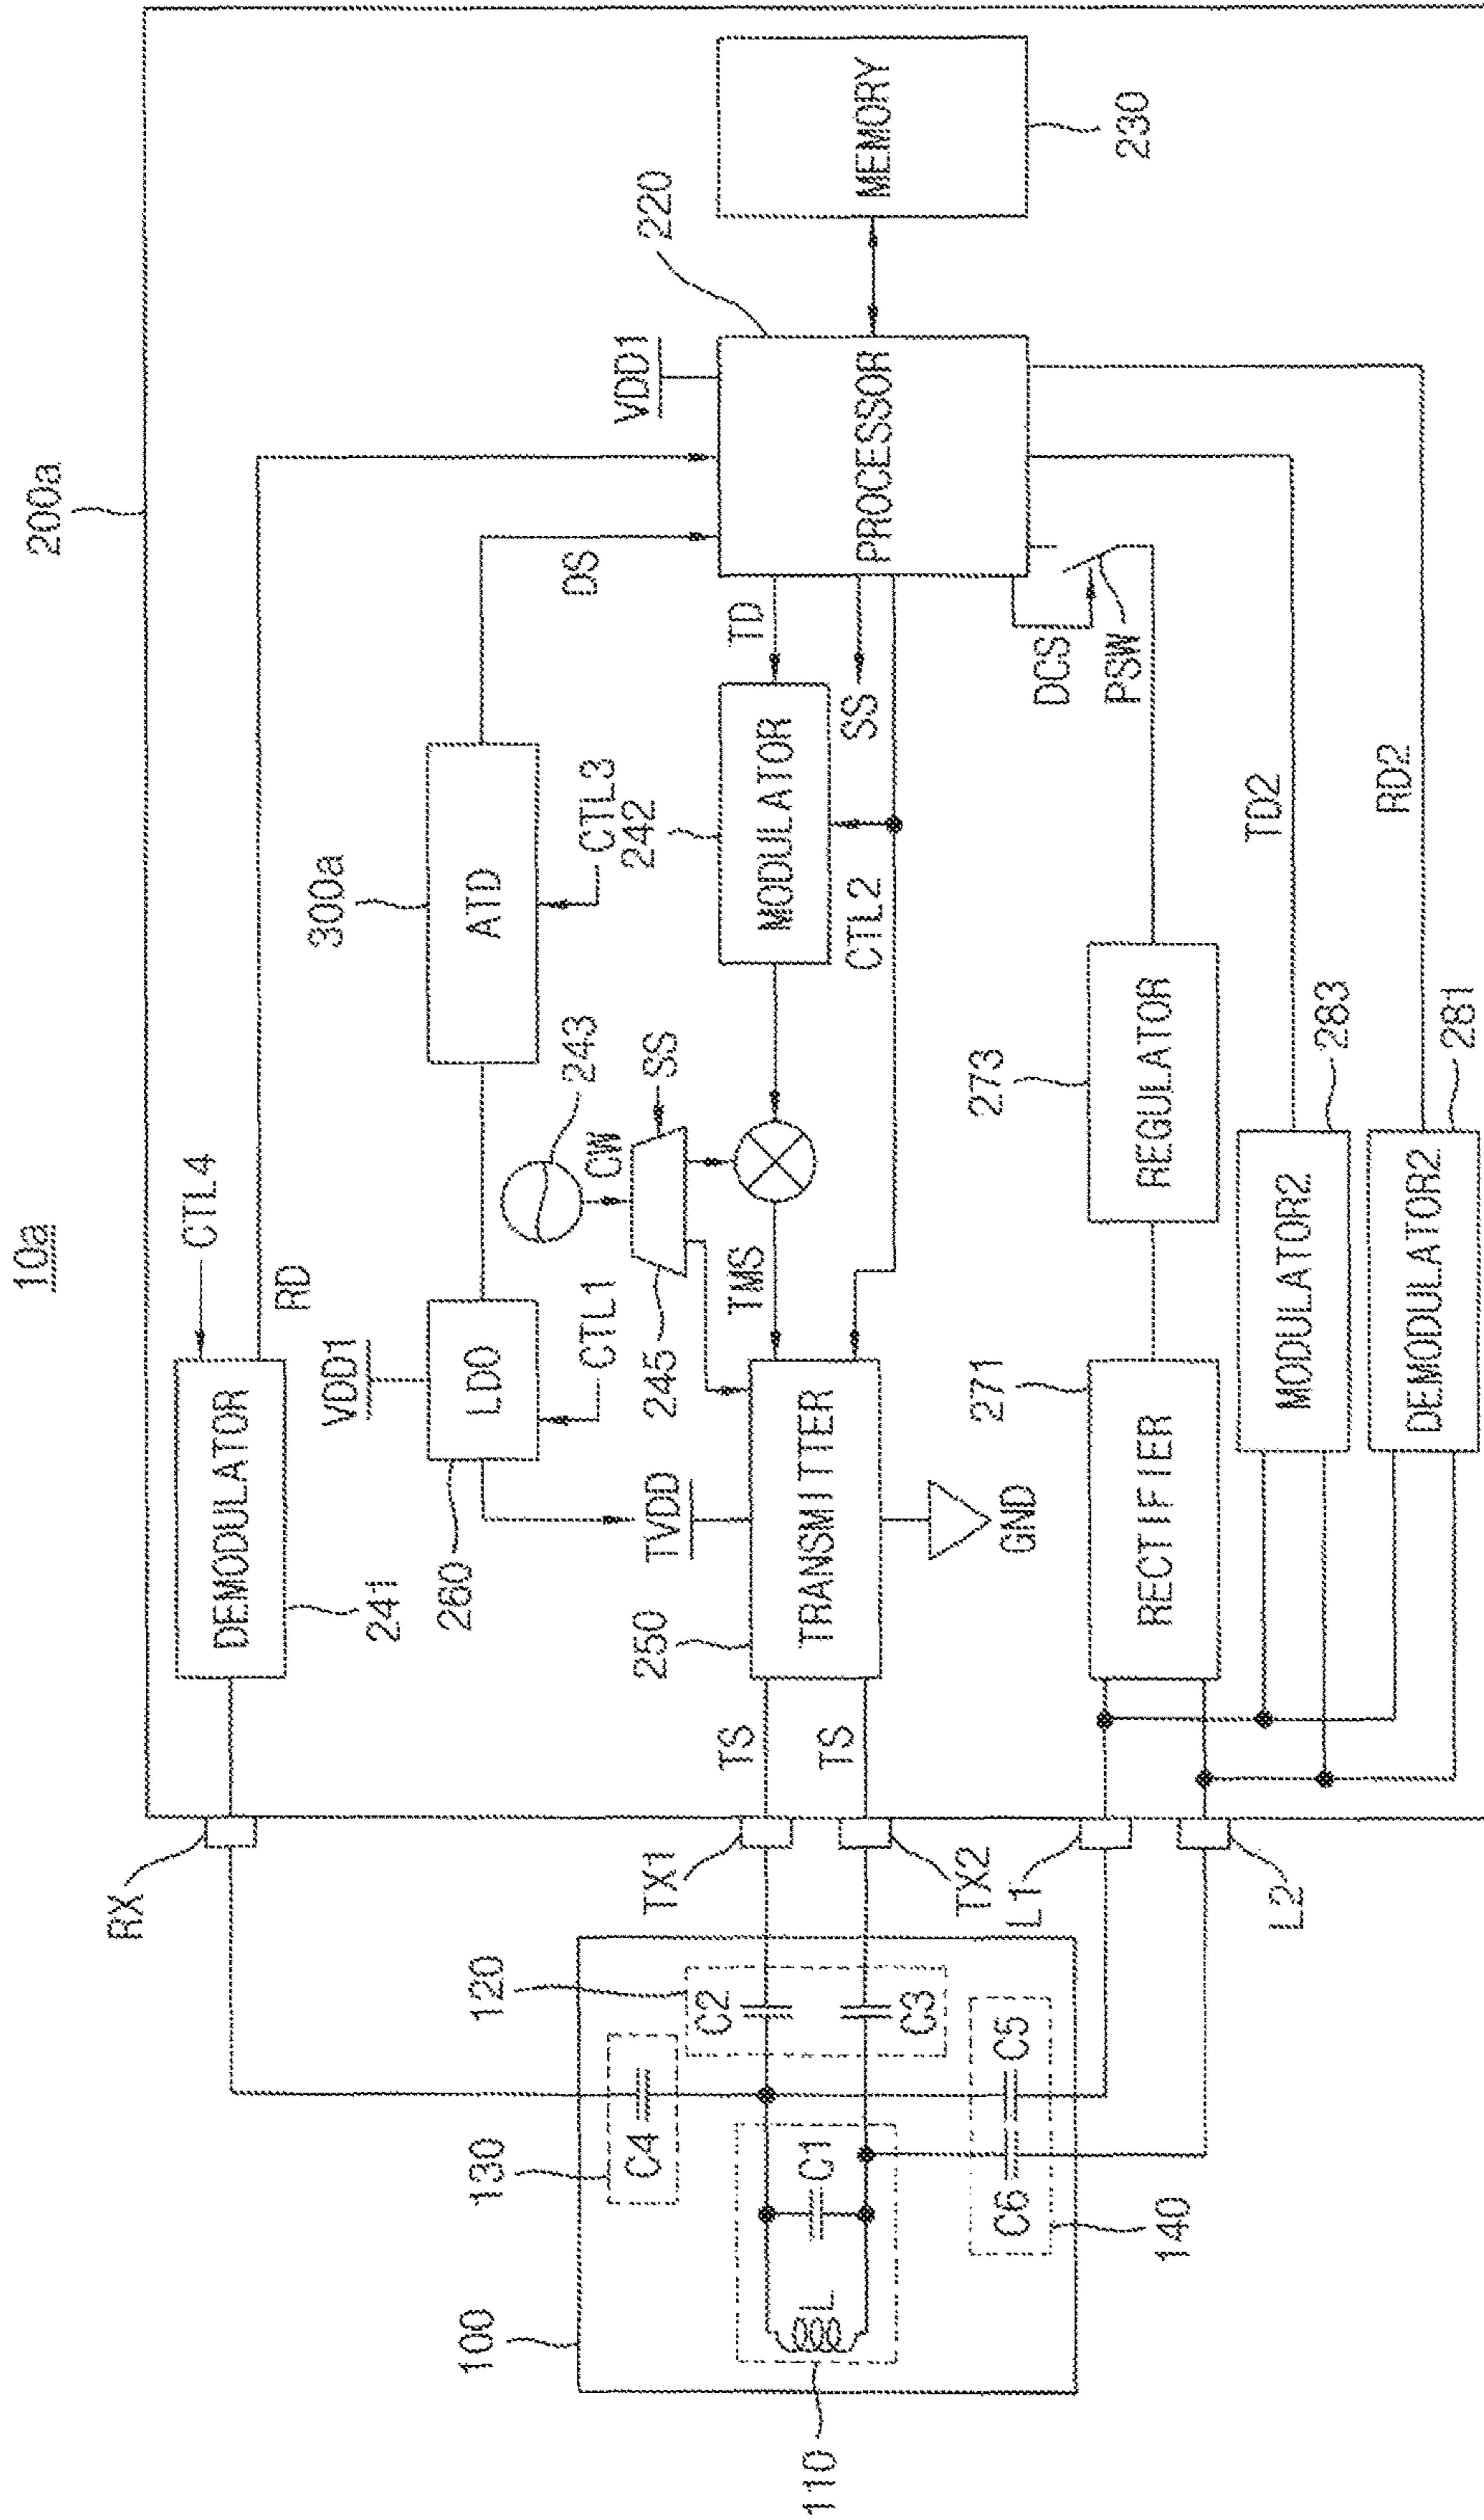 10a
200a
CTL4
RX
DEMODULATOR
241
RD
VDD1
LDO
260
CTL1
300a
ATD
CTL3
DS
243
CW
SS
245
TVDD
250
TRANSMITTER
GND
TMS
242
MODULATOR
TD
SS
CTL2
VDD1
220
PROCESSOR
MEMORY
230
DCS
PSW
TS
TS
TX1
TX2
L1
L2
271
RECTIFIER
273
REGULATOR
TD2
RD2
MODULATOR2
283
DEMODULATOR2
281
100
110
L
C1
120
C2
C3
130
C4
C5
C6
140